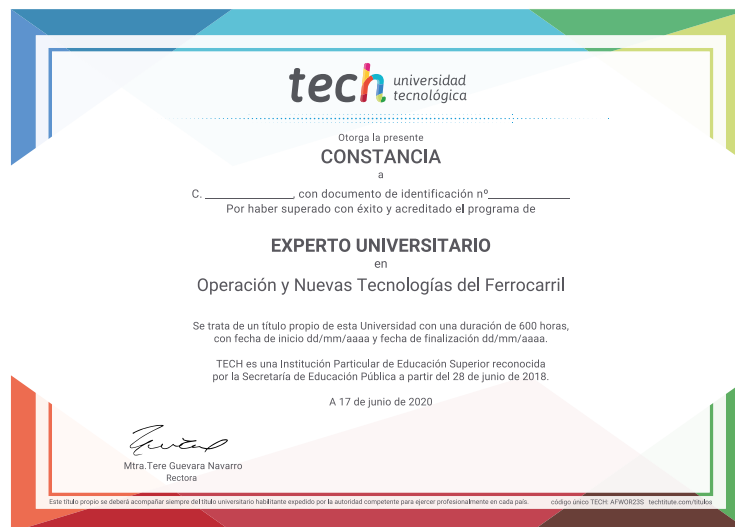 tech universidad
tecnológica
Otorga la presente
CONSTANCIA
a
C. ______________, con documento de identificación nº______________
Por haber superado con éxito y acreditado el programa de
EXPERTO UNIVERSITARIO
en
Operación y Nuevas Tecnologías del Ferrocarril
Se trata de un título propio de esta Universidad con una duración de 600 horas,
con fecha de inicio dd/mm/aaaa y fecha de finalización dd/mm/aaaa.
TECH es una Institución Particular de Educación Superior reconocida
por la Secretaría de Educación Pública a partir del 28 de junio de 2018.
A 17 de junio de 2020
Mtra.Tere Guevara Navarro
Rectora
Este título propio se deberá acompañar siempre del título universitario habilitante expedido por la autoridad competente para ejercer profesionalmente en cada país. código único TECH: AFWOR23S techtitute.com/titulos